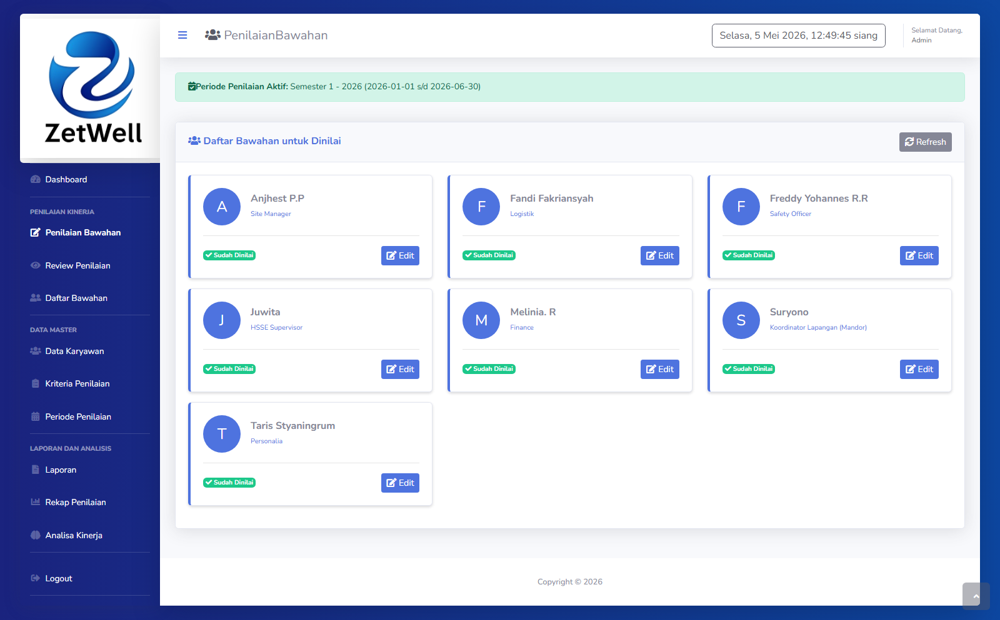 ZetWell
Dashboard
PENILAIAN KINERJA
Penilaian Bawahan
Review Penilaian
Daftar Bawahan
DATA MASTER
Data Karyawan
Kriteria Penilaian
Periode Penilaian
LAPORAN DAN ANALISIS
Laporan
Rekap Penilaian
Analisa Kinerja
Logout
PenilaianBawahan
Selasa, 5 Mei 2026, 12:49:45 siang
Selamat Datang,
Admin
Periode Penilaian Aktif: Semester 1 - 2026 (2026-01-01 s/d 2026-06-30)
Daftar Bawahan untuk Dinilai
Refresh
A
Anjhest P.P
Site Manager
Sudah Dinilai
Edit
F
Fandi Fakriansyah
Logistik
Sudah Dinilai
Edit
F
Freddy Yohannes R.R
Safety Officer
Sudah Dinilai
Edit
J
Juwita
HSSE Supervisor
Sudah Dinilai
Edit
M
Melinia. R
Finance
Sudah Dinilai
Edit
S
Suryono
Koordinator Lapangan (Mandor)
Sudah Dinilai
Edit
T
Taris Styaningrum
Personalia
Sudah Dinilai
Edit
Copyright © 2026